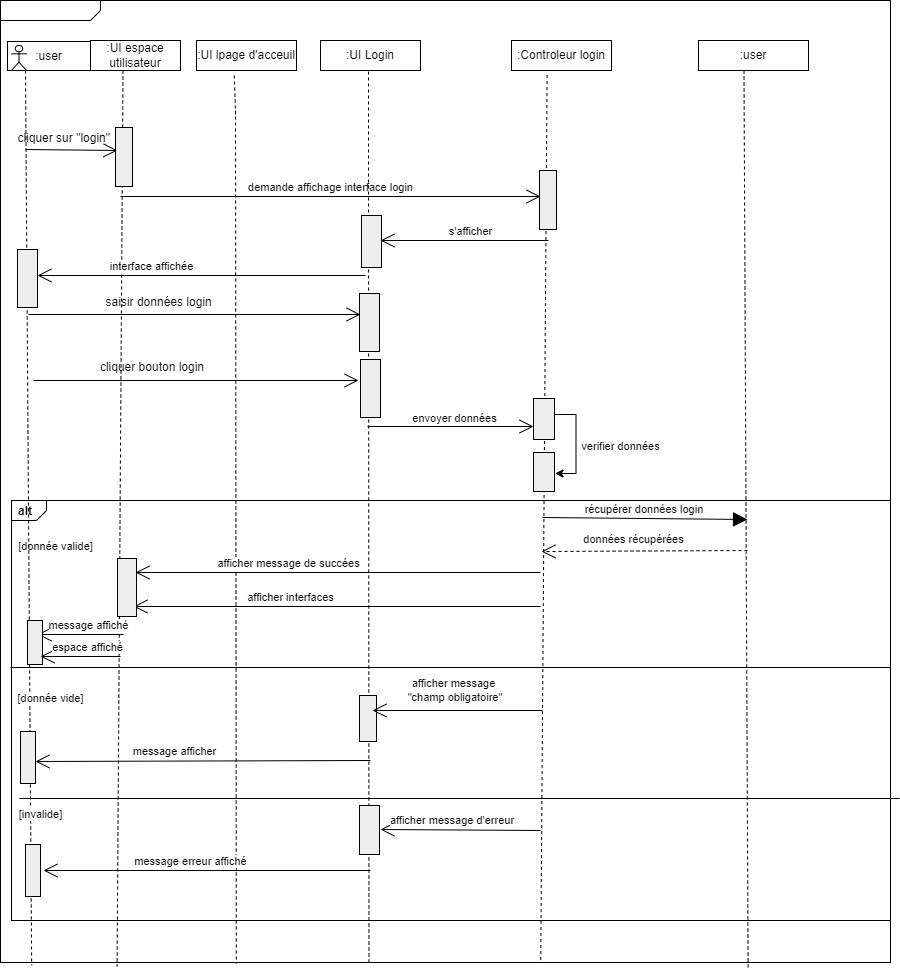 :user
:UI espace
utilisateur
:UI lpage d'acceuil
:UI Login
:Controleur login
:user
cliquer sur "login"
demande affichage interface login
s'afficher
interface affichée
saisir données login
cliquer bouton login
envoyer données
verifier données
alt
récupérer données login
[donnée valide]
données récupérées
afficher message de succées
afficher interfaces
message affiché
espace affiché
afficher message
"champ obligatoire"
[donnée vide]
message afficher
[invalide]
afficher message d'erreur
message erreur affiché